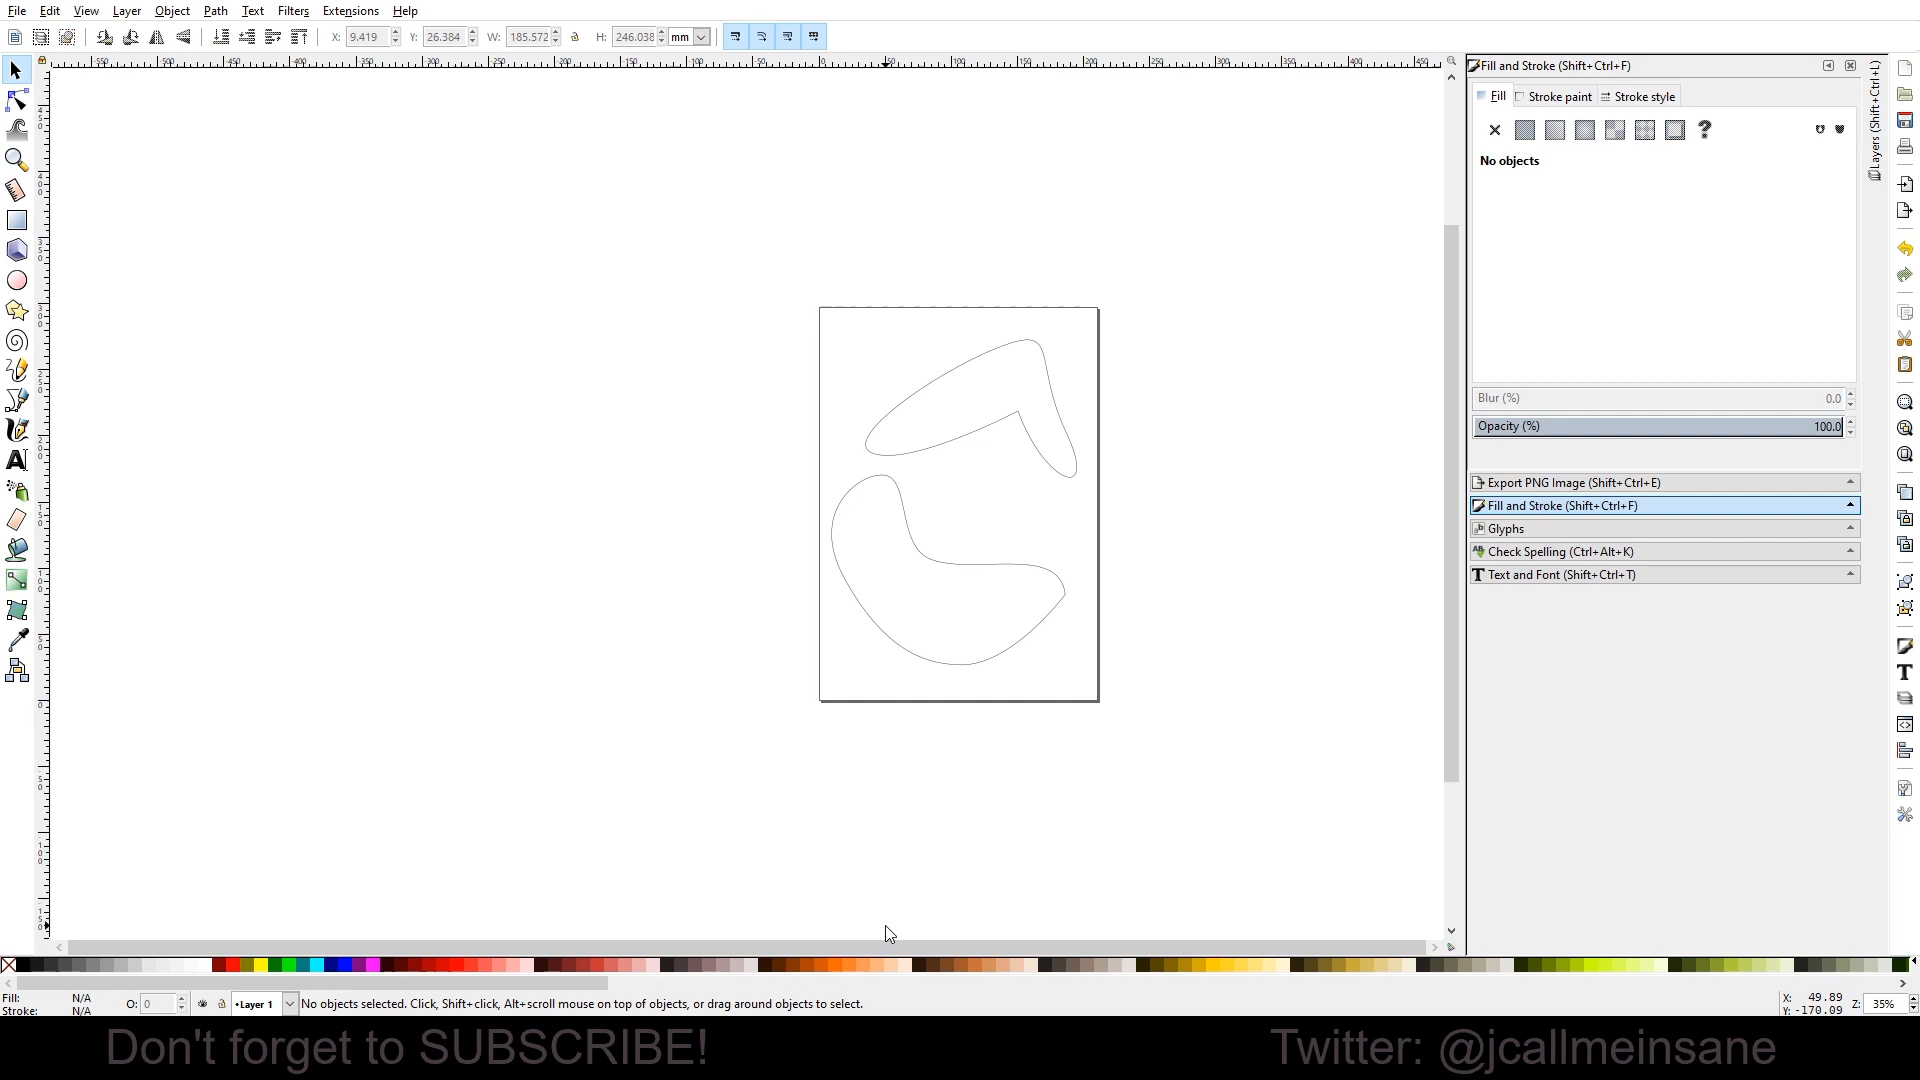 File Edit View Layer Object Path Text Filters Extensions Help
X: 9.419 Y: 26.384 W: 185.572 H: 246.038 mm
Fill and Stroke (Shift+Ctrl+F)
Layers (Shift+Ctrl+L)
Fill Stroke paint Stroke style
?
No objects
Blur (%) 0.0
Opacity (%) 100.0
Export PNG Image (Shift+Ctrl+E)
Fill and Stroke (Shift+Ctrl+F)
Glyphs
Check Spelling (Ctrl+Alt+K)
Text and Font (Shift+Ctrl+T)
Fill: N/A
Stroke: N/A
O: 0
•Layer 1
No objects selected. Click, Shift+click, Alt+scroll mouse on top of objects, or drag around objects to select.
X: 49.89
Y: -170.09
Z: 35%
Don't forget to SUBSCRIBE! Twitter: @jcallmeinsane